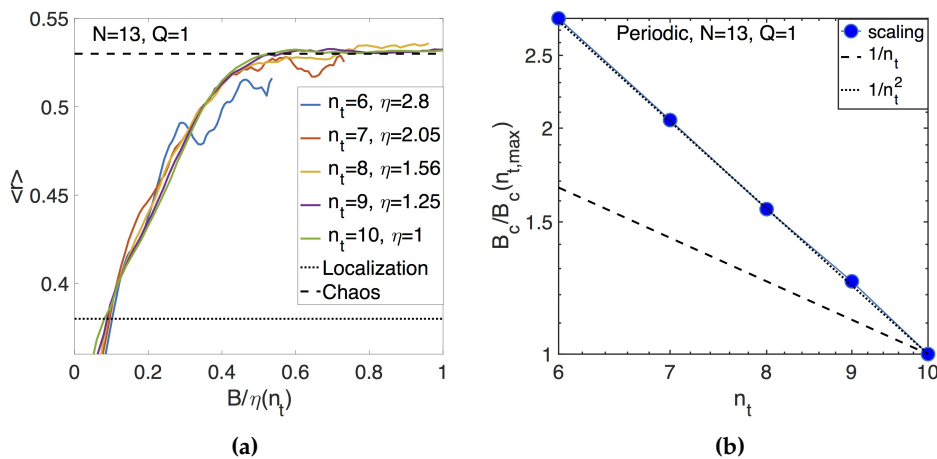 N=13, Q=1
0.55
0.5
0.45
0.4
<r̃>
n_t=6, η=2.8
n_t=7, η=2.05
n_t=8, η=1.56
n_t=9, η=1.25
n_t=10, η=1
Localization
Chaos
0 0.2 0.4 0.6 0.8 1
B/η(n_t)
(a)
Periodic, N=13, Q=1
scaling
1/n_t
1/n_t^2
2.5
2
1.5
1
B_c/B_c(n_t,max)
6 7 8 9 10
n_t
(b)